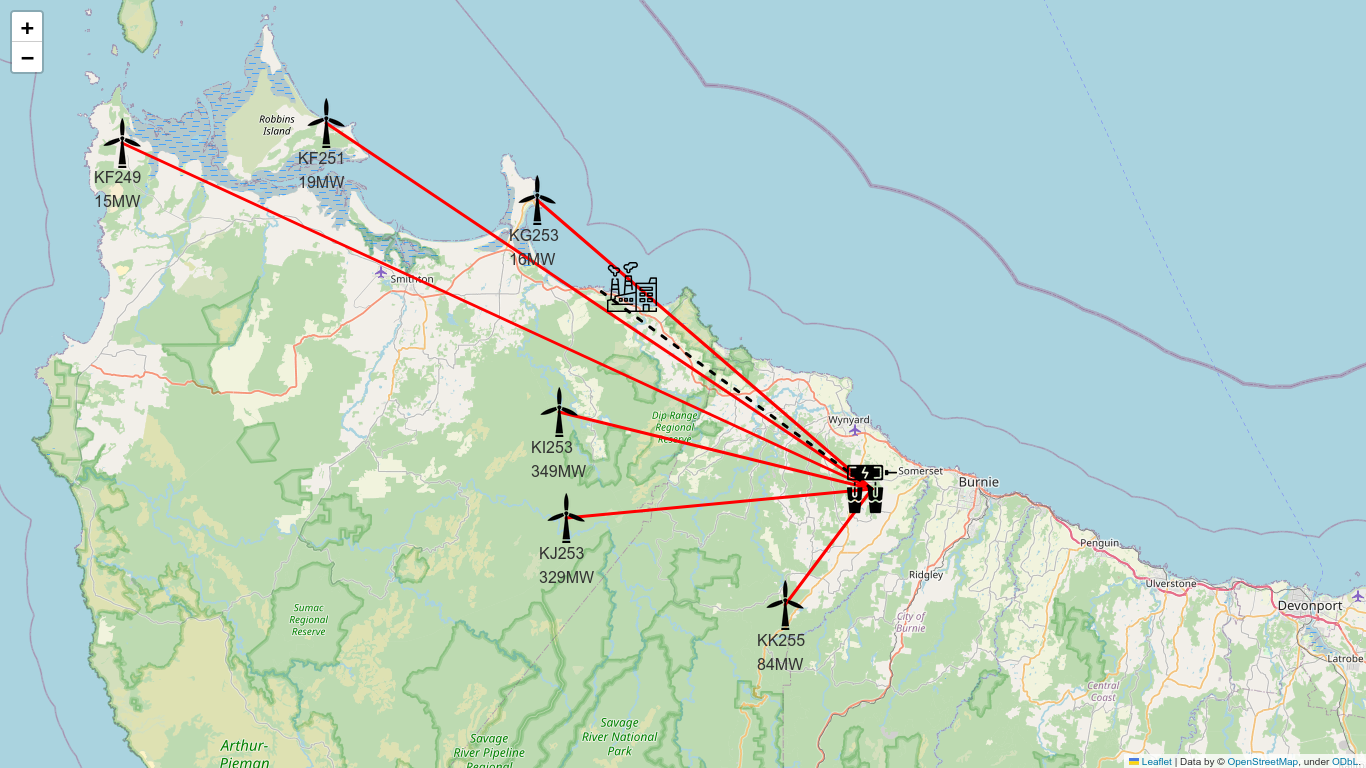 +
−
Robbins
Island
KF251
19MW
KF249
15MW
KG253
16MW
Smithton
Dip Range
Regional
Reserve
Wynyard
KI253
349MW
Somerset
Burnie
KJ253
329MW
Penguin
Ridgley
Ulverstone
Devonport
Sumac
Regional
Reserve
City of
Burnie
KK255
84MW
Latrobe
Central
Coast
Savage
River National
Park
Arthur-
Pieman
Savage
River Pipeline
Regional
Leaflet | Data by © OpenStreetMap, under ODbL.